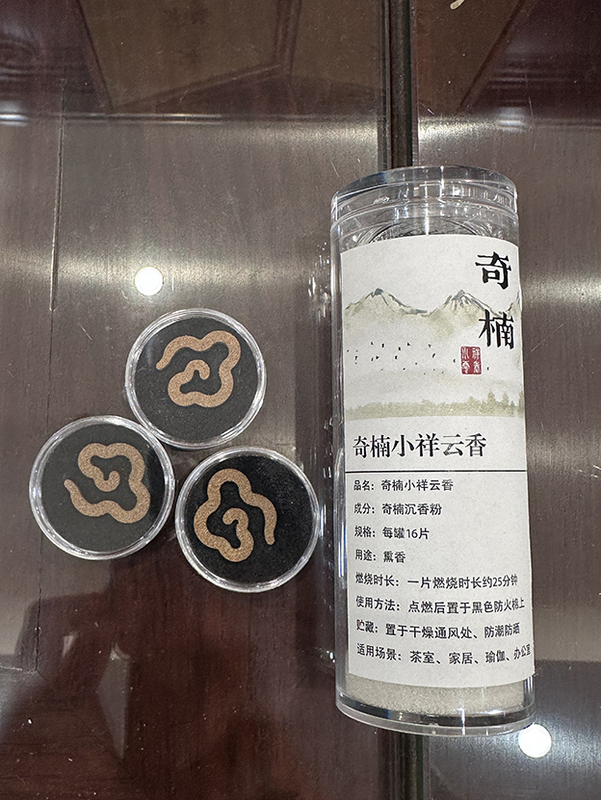 奇楠
奇楠小祥云香
品名：奇楠小祥云香
成分：奇楠沉香粉
规格：每罐16片
用途：熏香
燃烧时长：一片燃烧时长约25分钟
使用方法：点燃后置于黑色防火棉上
贮藏：置于干燥通风处、防潮防晒
适用场景：茶室、家居、瑜伽、办公室